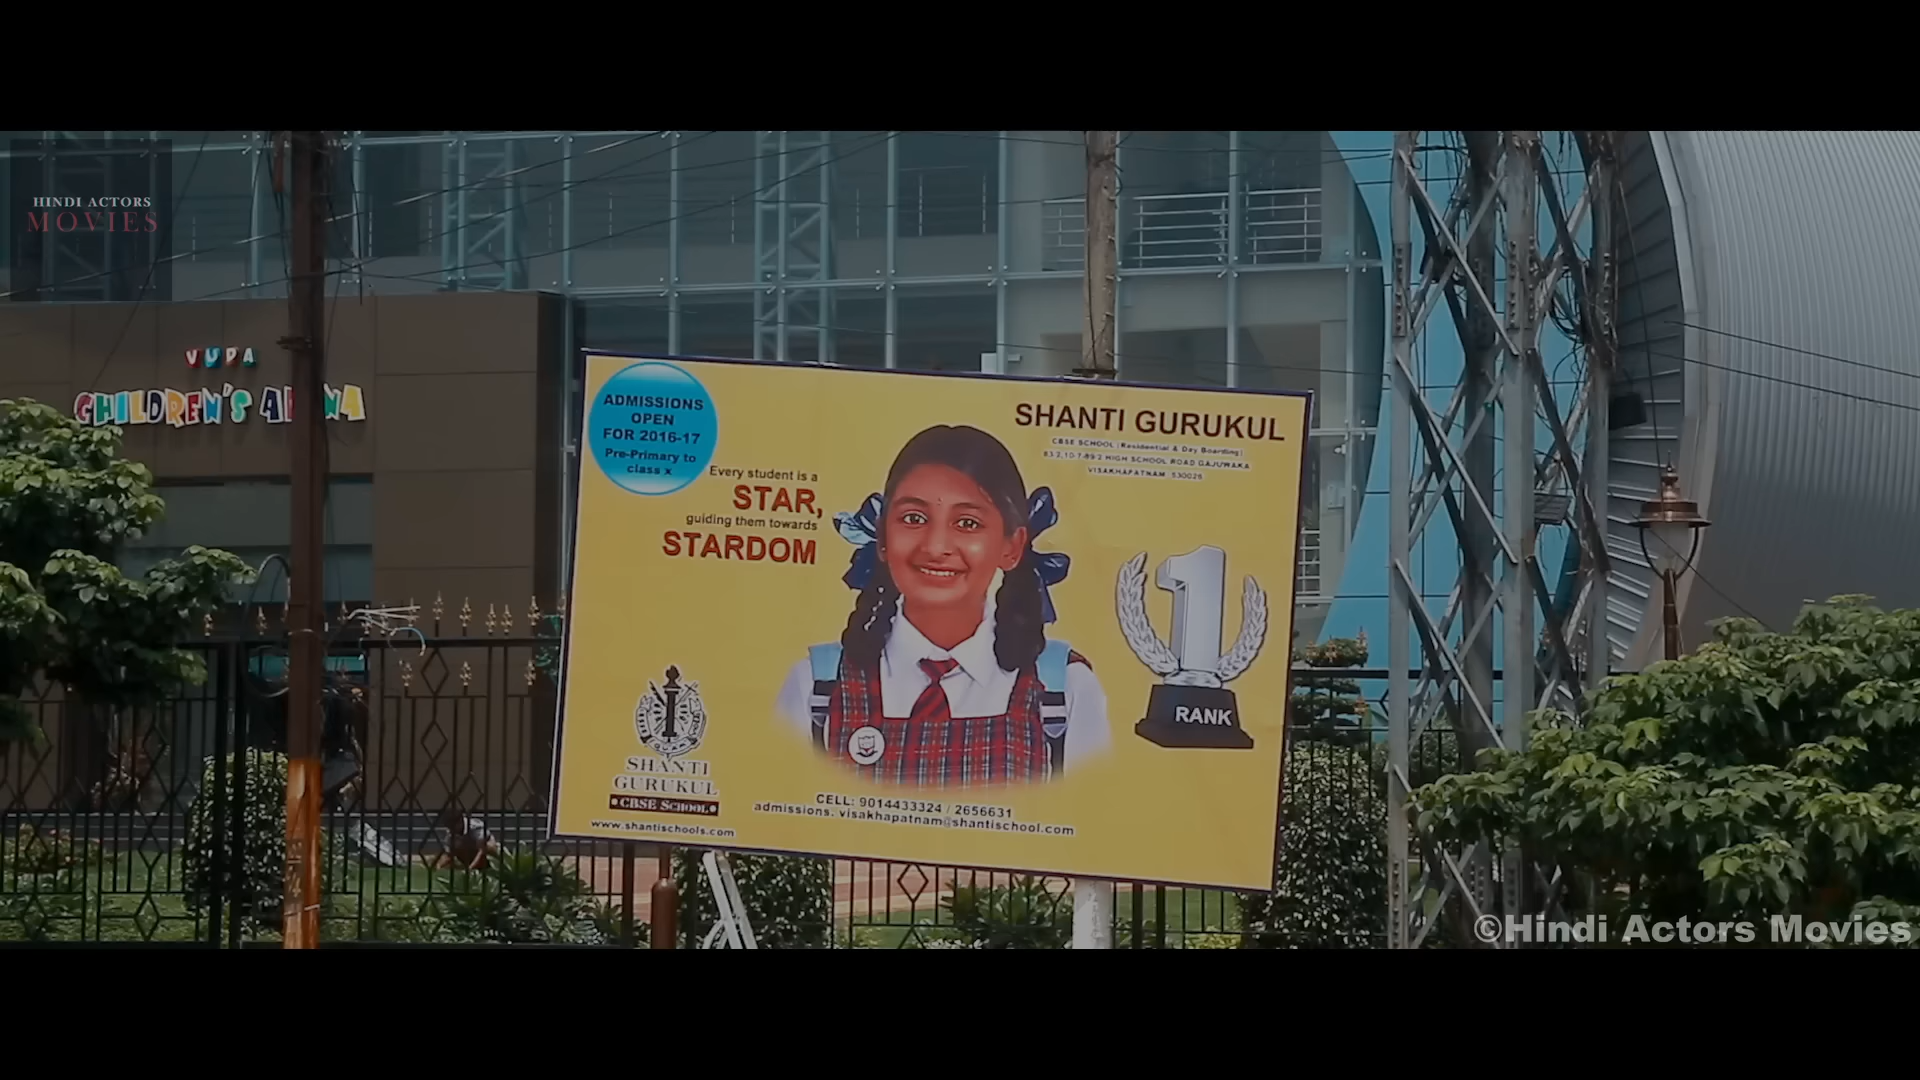 HINDI ACTORS
MOVIES
VUDA
CHILDREN'S ARENA
ADMISSIONS
OPEN
FOR 2016-17
Pre-Primary to
class x
Every student is a
STAR,
guiding them towards
STARDOM
SHANTI GURUKUL
CBSE SCHOOL (Residential & Day Boarding)
HIGH SCHOOL ROAD GAJUWAKA
VISAKHAPATNAM 530026
1
RANK
SHANTI
GURUKUL
CBSE SCHOOL
www.shantischools.com
CELL: 9014433324 / 2656631
admissions. visakhapatnam@shantischool.com
©Hindi Actors Movies